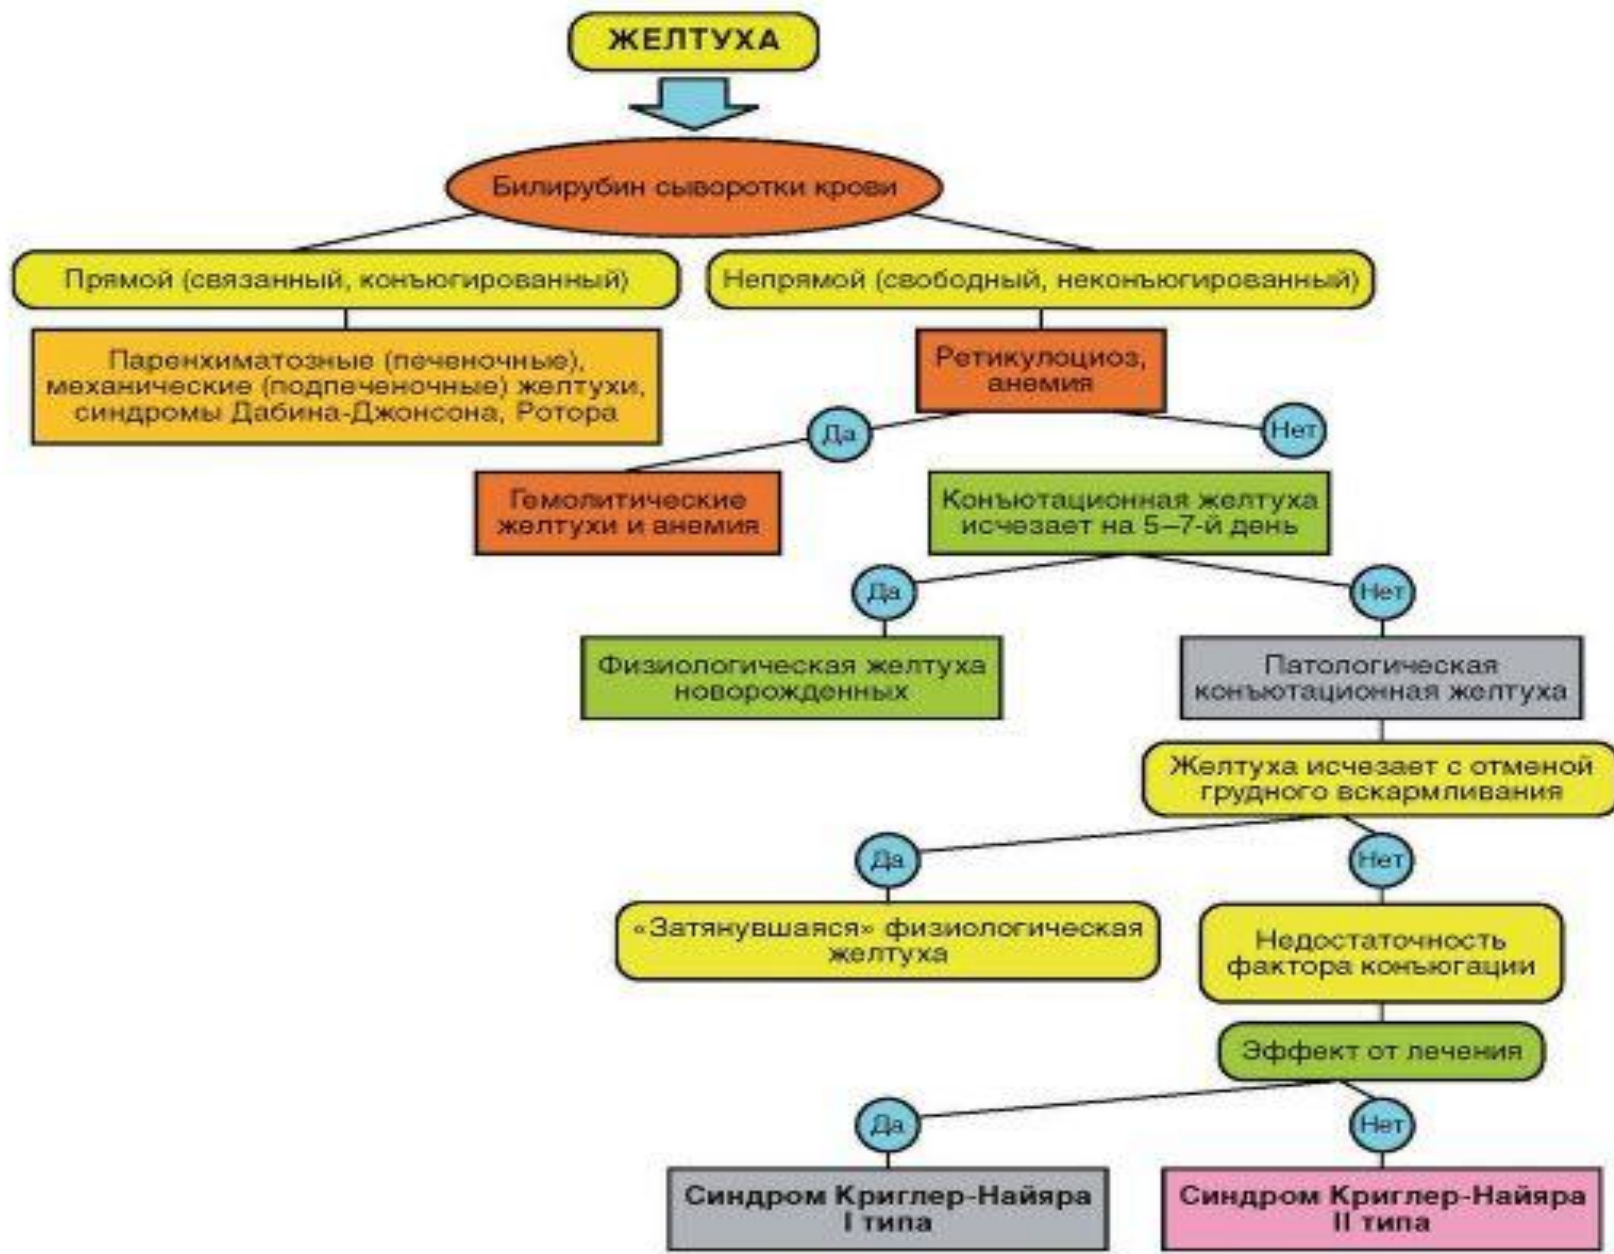 ЖЕЛТУХА
Билирубин сыворотки крови
Прямой (связанный, конъюгированный)
Непрямой (свободный, неконъюгированный)
Паренхиматозные (печеночные),
механические (подпеченочные) желтухи,
синдромы Дабина-Джонсона, Ротора
Ретикулоциоз,
анемия
Да
Нет
Гемолитические
желтухи и анемия
Конъютационная желтуха
исчезает на 5–7-й день
Да
Нет
Физиологическая желтуха
новорожденных
Патологическая
конъютационная желтуха
Желтуха исчезает с отменой
грудного вскармливания
Да
Нет
«Затянувшаяся» физиологическая
желтуха
Недостаточность
фактора конъюгации
Эффект от лечения
Да
Нет
Синдром Криглер-Найяра
I типа
Синдром Криглер-Найяра
II типа